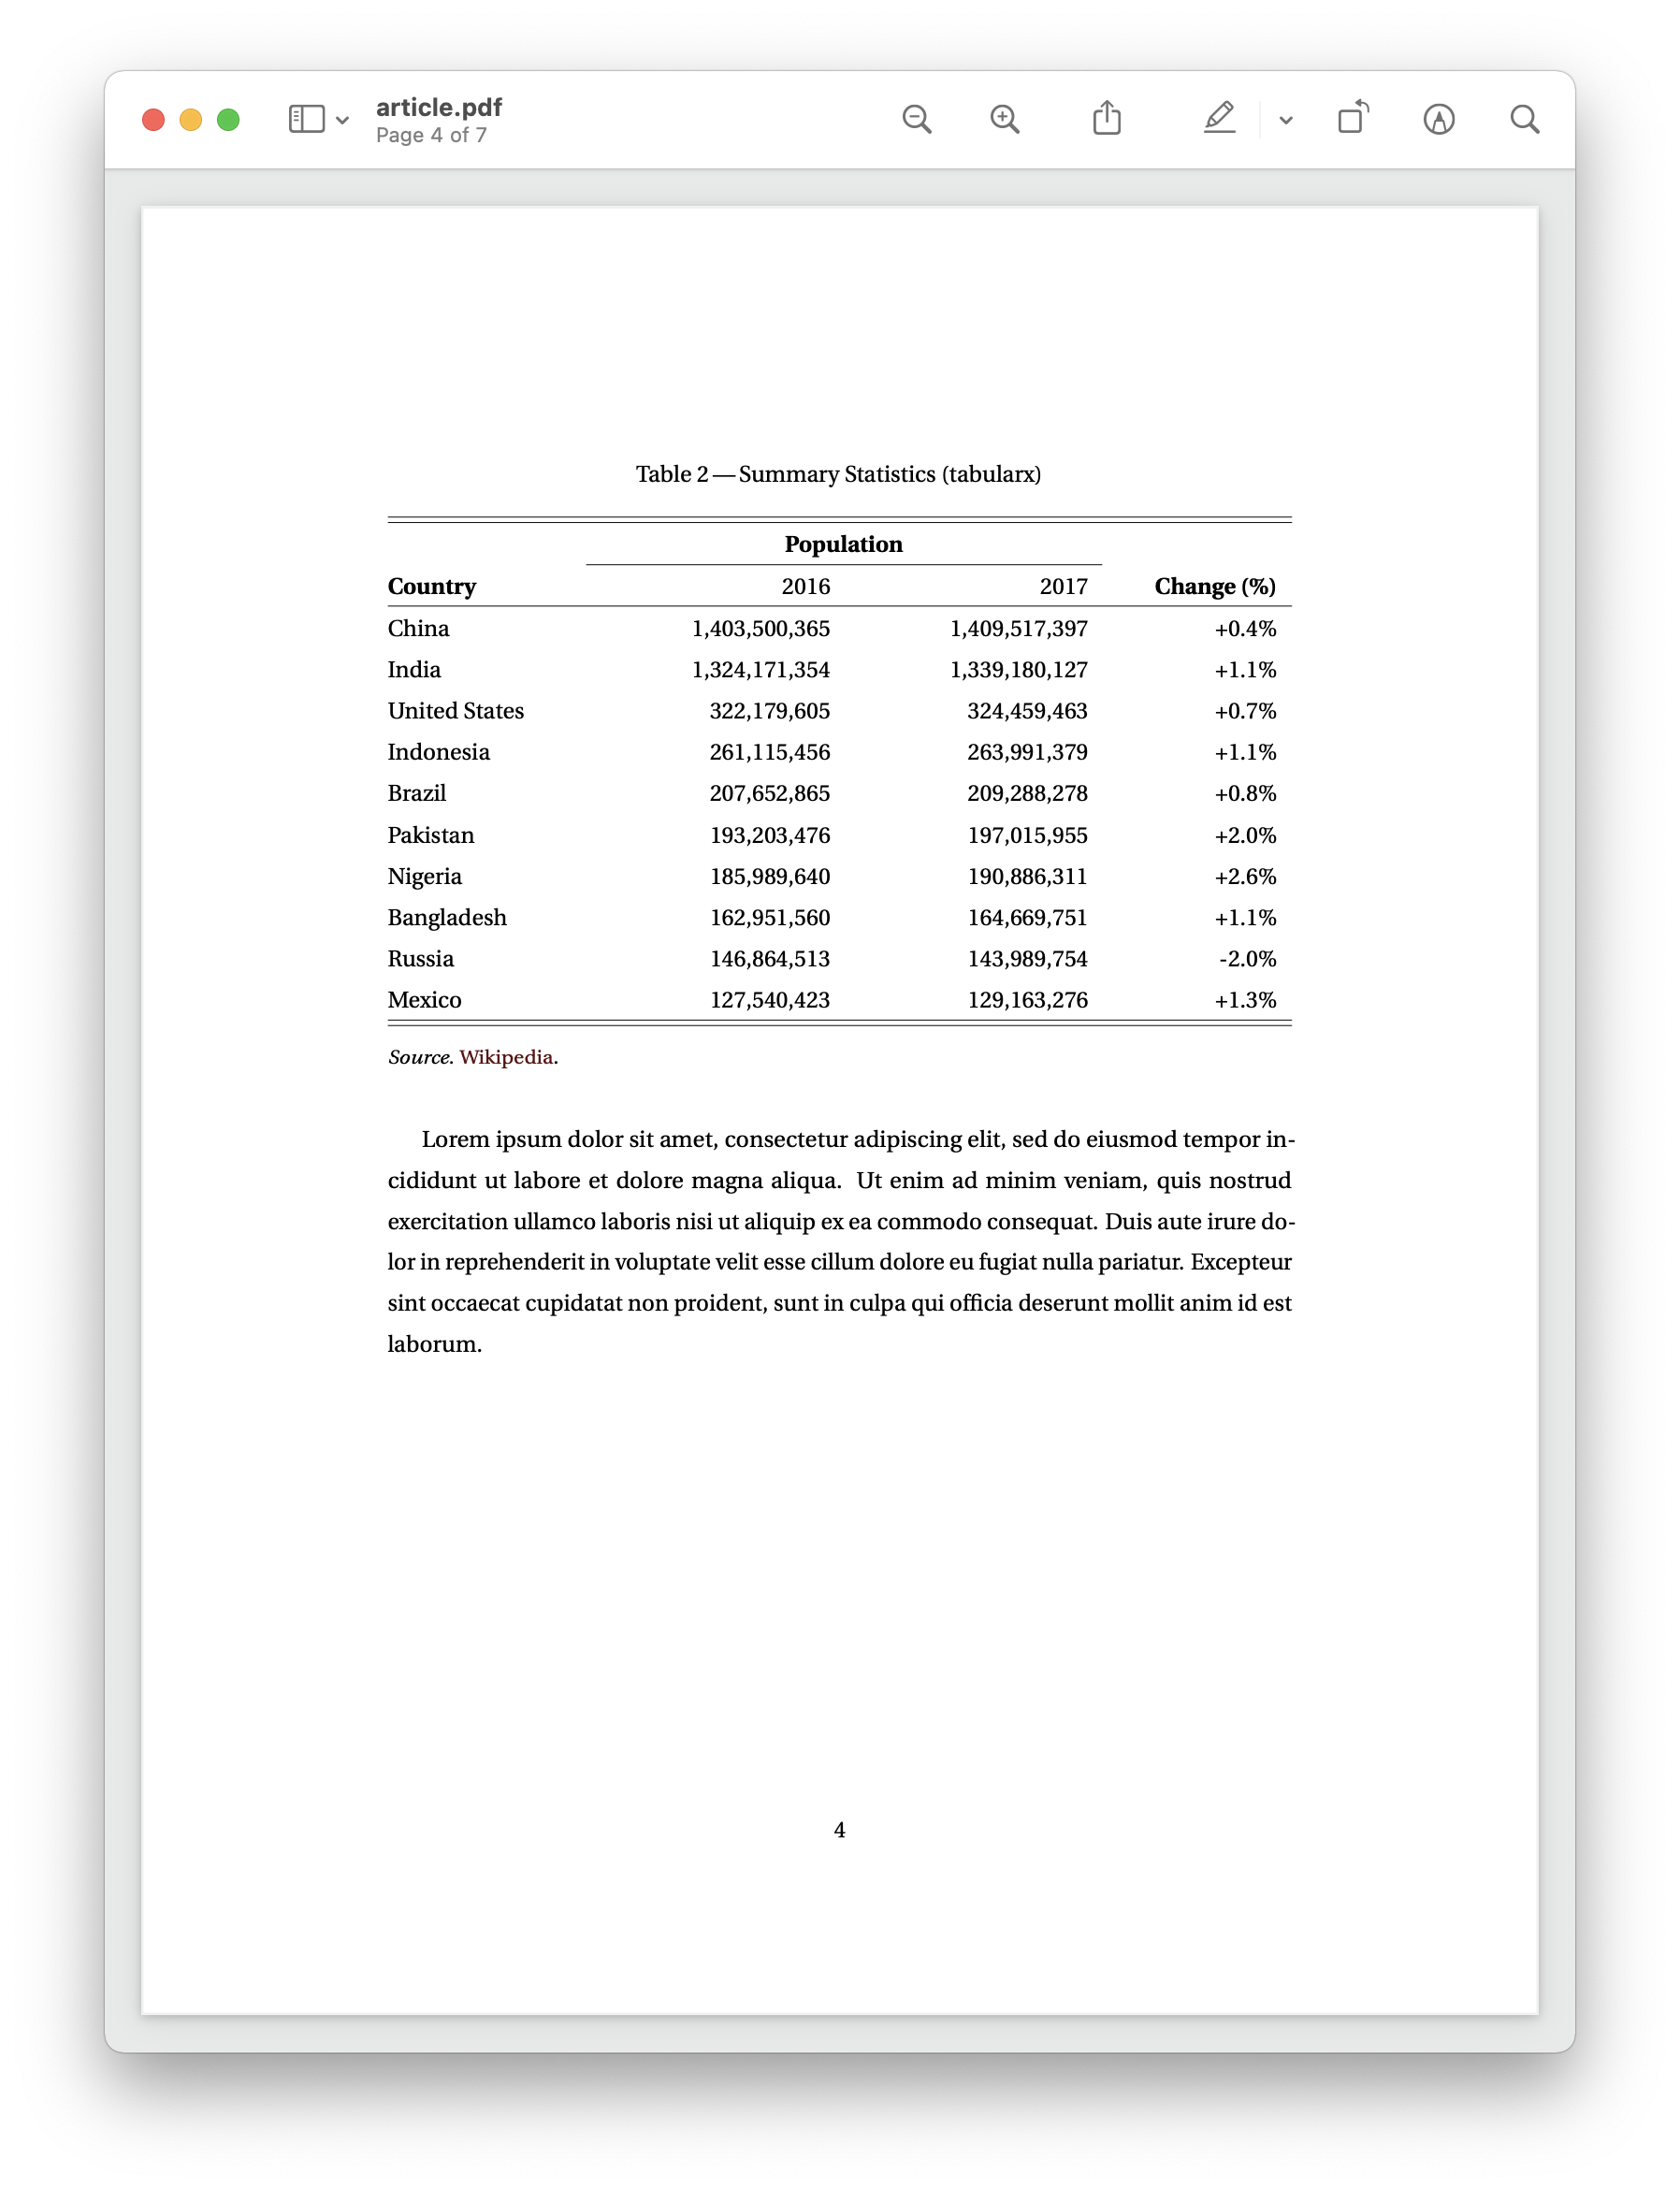 article.pdf
Page 4 of 7
Table 2 — Summary Statistics (tabularx)
Population
Country 2016 2017 Change (%)
China 1,403,500,365 1,409,517,397 +0.4%
India 1,324,171,354 1,339,180,127 +1.1%
United States 322,179,605 324,459,463 +0.7%
Indonesia 261,115,456 263,991,379 +1.1%
Brazil 207,652,865 209,288,278 +0.8%
Pakistan 193,203,476 197,015,955 +2.0%
Nigeria 185,989,640 190,886,311 +2.6%
Bangladesh 162,951,560 164,669,751 +1.1%
Russia 146,864,513 143,989,754 -2.0%
Mexico 127,540,423 129,163,276 +1.3%
Source. Wikipedia.
Lorem ipsum dolor sit amet, consectetur adipiscing elit, sed do eiusmod tempor in-
cididunt ut labore et dolore magna aliqua. Ut enim ad minim veniam, quis nostrud
exercitation ullamco laboris nisi ut aliquip ex ea commodo consequat. Duis aute irure do-
lor in reprehenderit in voluptate velit esse cillum dolore eu fugiat nulla pariatur. Excepteur
sint occaecat cupidatat non proident, sunt in culpa qui officia deserunt mollit anim id est
laborum.
4